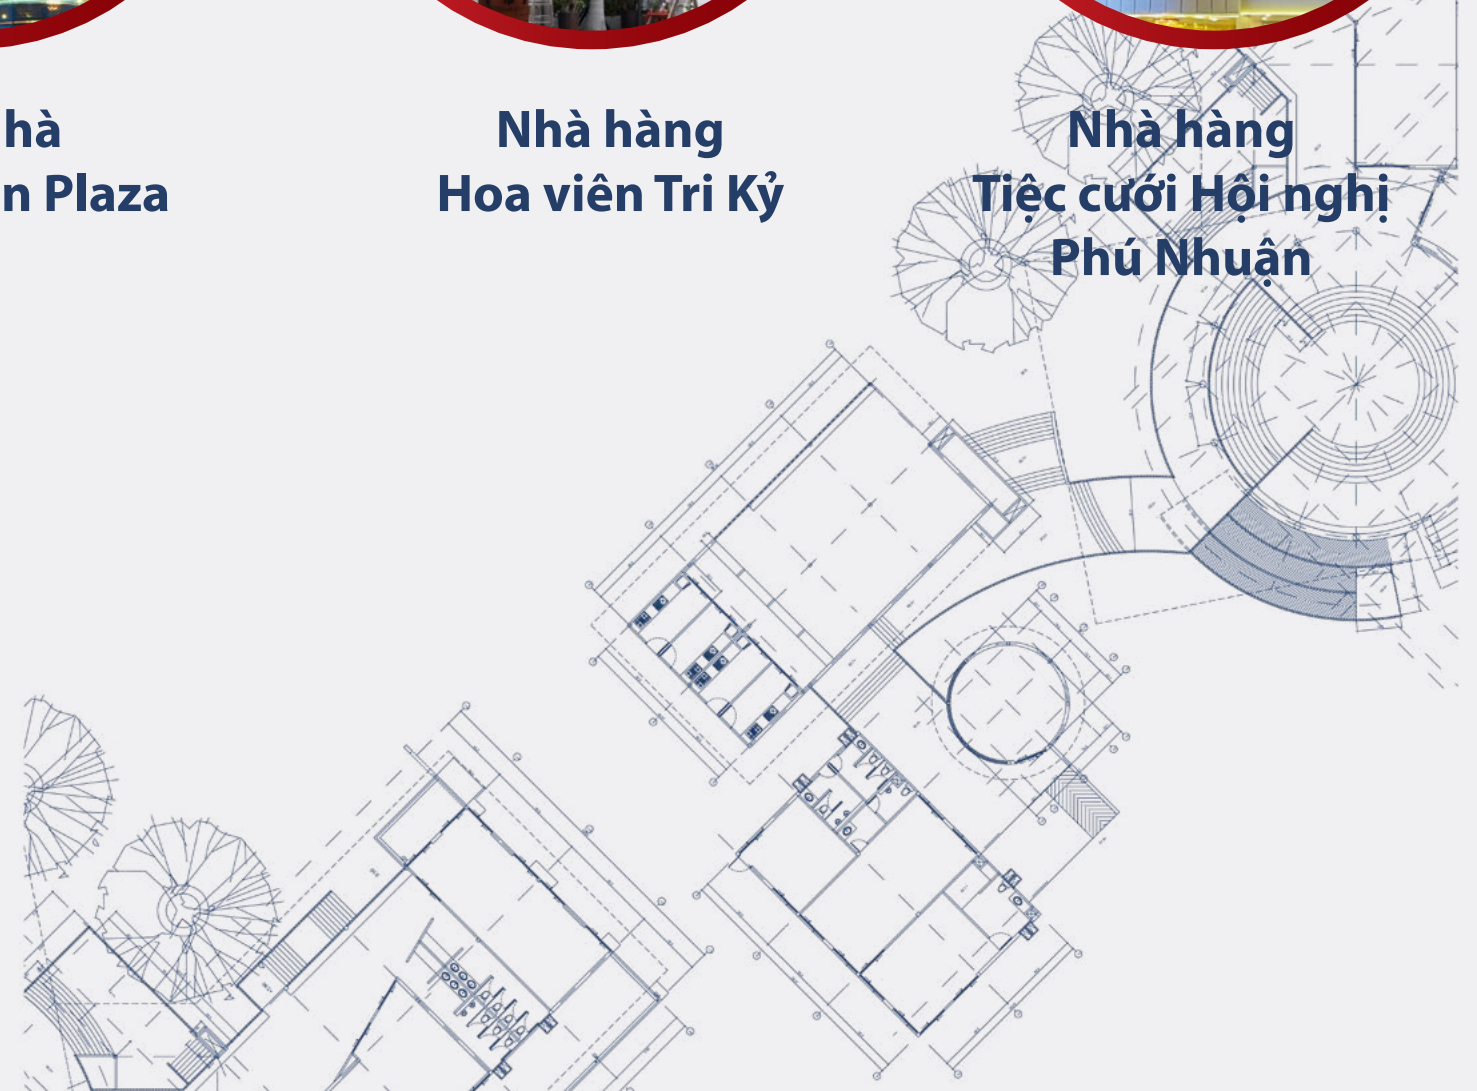 hà
n Plaza
Nhà hàng
Hoa viên Tri Kỷ
Nhà hàng
Tiệc cưới Hội nghị
Phú Nhuận